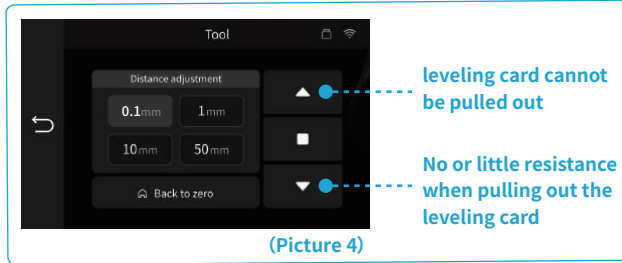 Tool
Distance adjustment
0.1mm
1mm
10mm
50mm
Back to zero
leveling card cannot
be pulled out
No or little resistance
when pulling out the
leveling card
(Picture 4)